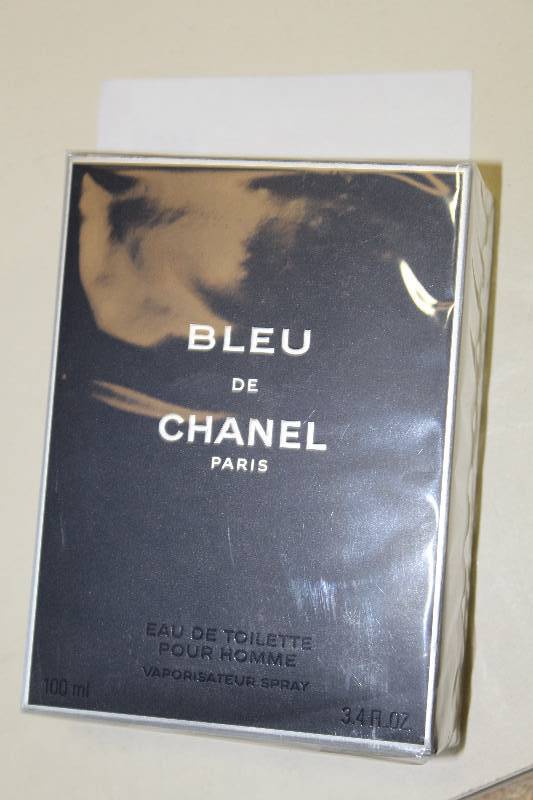 BLEU
DE
CHANEL
PARIS
EAU DE TOILETTE
POUR HOMME
VAPORISATEUR SPRAY
100 ml
3.4 FL.OZ.